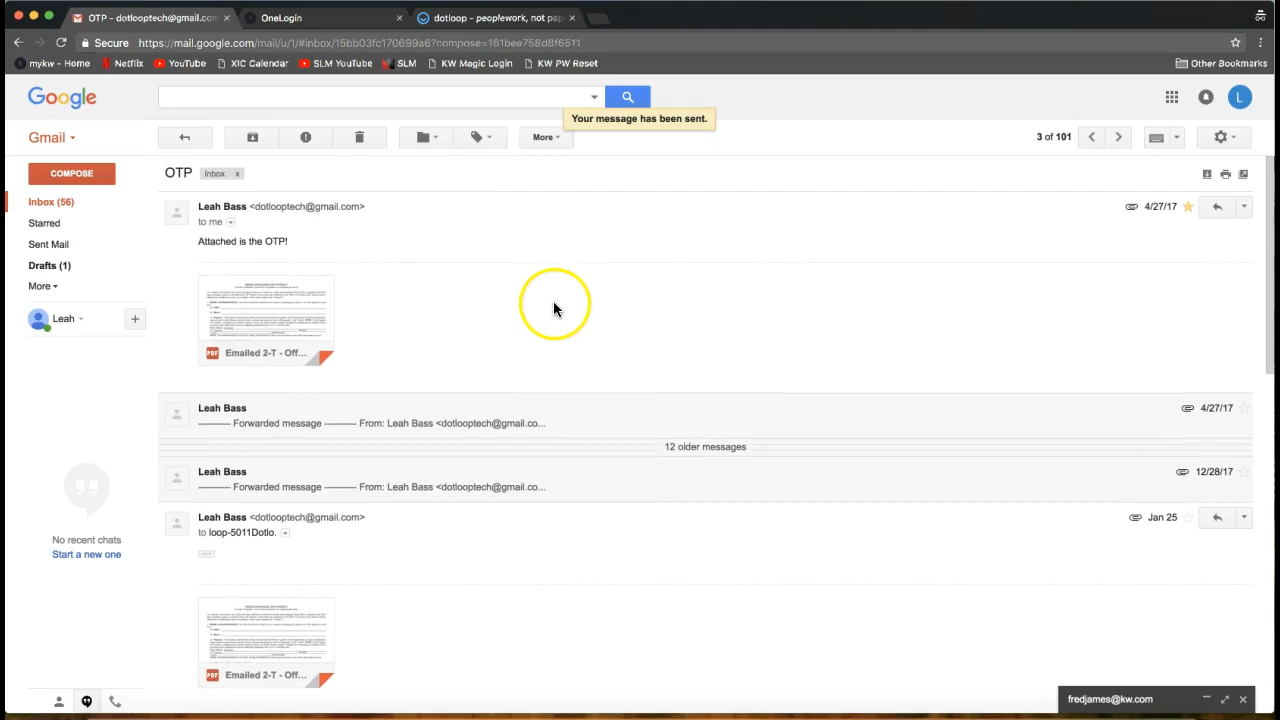 OTP - dotlooptech@gmail.com
OneLogin
dotloop - peoplework, not pap
Secure https://mail.google.com/mail/u/1/#inbox/15bb03fc170699a6?compose=161bee758d8f6511
mykw - Home
Netflix
YouTube
XIC Calendar
SLM YouTube
SLM
KW Magic Login
KW PW Reset
Other Bookmarks
Google
L
Your message has been sent.
Gmail
More
3 of 101
COMPOSE
OTP
Inbox x
Inbox (56)
Starred
Sent Mail
Drafts (1)
More
Leah
Leah Bass <dotlooptech@gmail.com>
4/27/17
to me
Attached is the OTP!
PDF Emailed 2-T - Off...
Leah Bass
4/27/17
---------- Forwarded message ---------- From: Leah Bass <dotlooptech@gmail.co...
12 older messages
Leah Bass
12/28/17
---------- Forwarded message ---------- From: Leah Bass <dotlooptech@gmail.co...
Leah Bass <dotlooptech@gmail.com>
Jan 25
to loop-5011Dotlo.
No recent chats
Start a new one
PDF Emailed 2-T - Off...
fredjames@kw.com